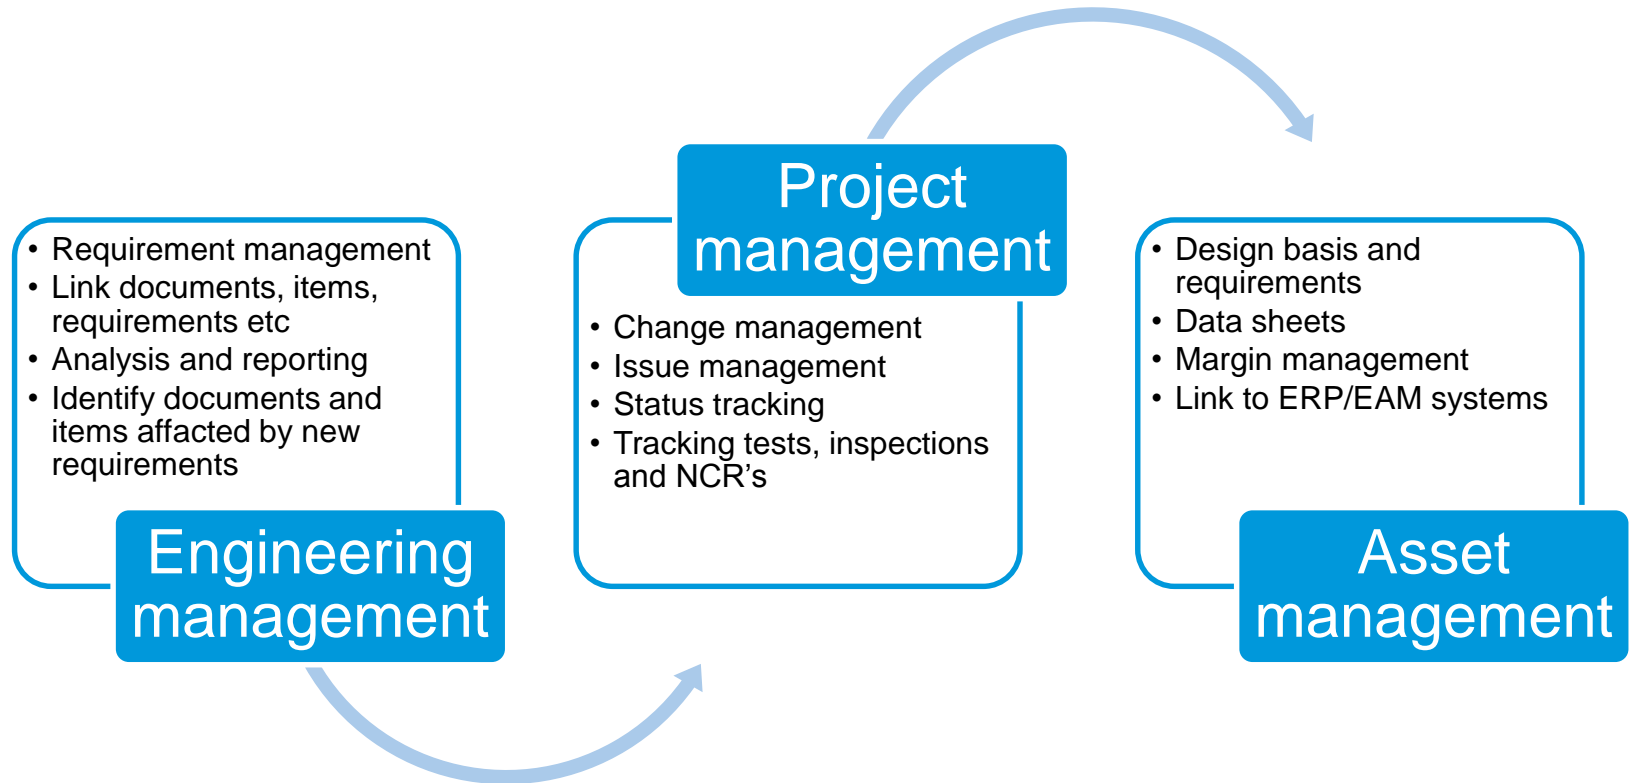 • Requirement management
• Link documents, items,
requirements etc
• Analysis and reporting
• Identify documents and
items affacted by new
requirements
Engineering
management
Project
management
• Change management
• Issue management
• Status tracking
• Tracking tests, inspections
and NCR’s
• Design basis and
requirements
• Data sheets
• Margin management
• Link to ERP/EAM systems
Asset
management